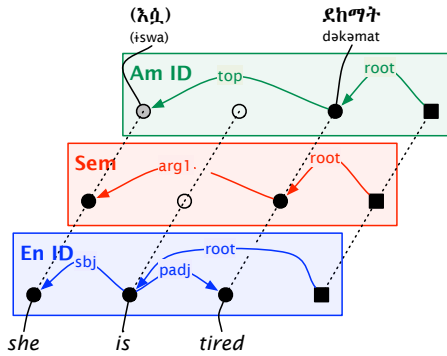 (እሷ) ደከማት
(ɨswa) dəkəmat
Am ID top root
Sem arg1 root
En ID sbj padj root
she is tired